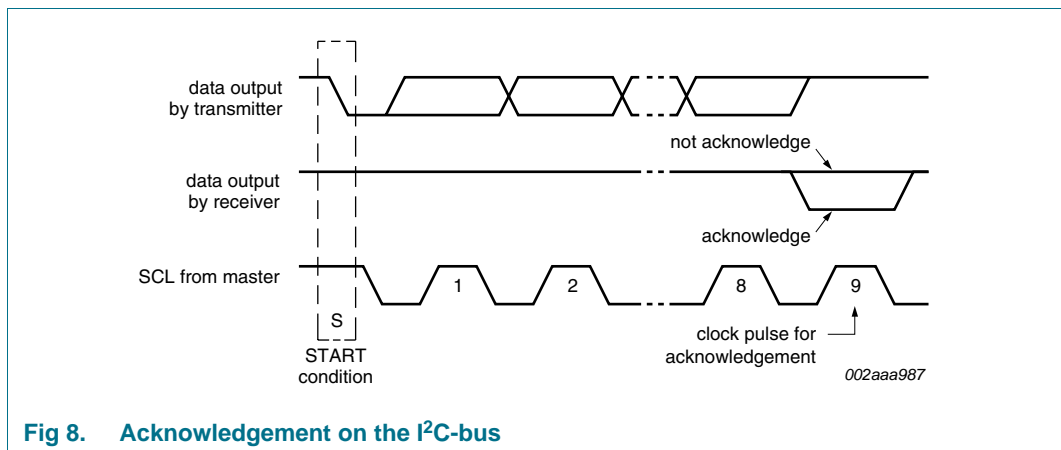 data output
by transmitter
not acknowledge
data output
by receiver
acknowledge
SCL from master
1
2
8
9
S
START
condition
clock pulse for
acknowledgement
002aaa987
Fig 8. Acknowledgement on the I²C-bus